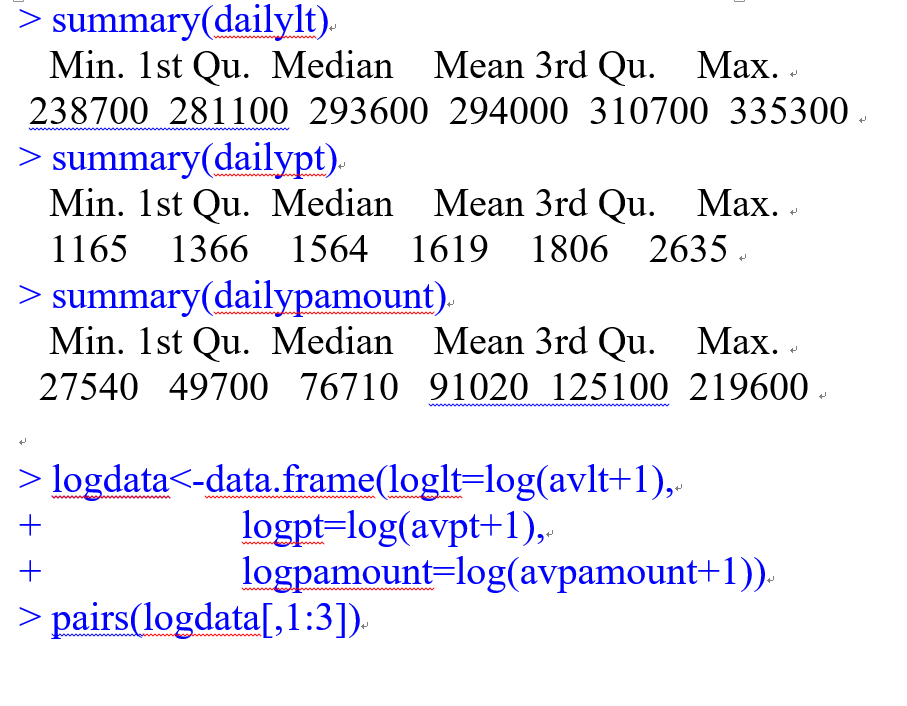 > summary(dailylt)
Min. 1st Qu. Median Mean 3rd Qu. Max.
238700 281100 293600 294000 310700 335300
> summary(dailypt)
Min. 1st Qu. Median Mean 3rd Qu. Max.
1165 1366 1564 1619 1806 2635
> summary(dailypamount)
Min. 1st Qu. Median Mean 3rd Qu. Max.
27540 49700 76710 91020 125100 219600
> logdata<-data.frame(loglt=log(avlt+1),
+ logpt=log(avpt+1),
+ logpamount=log(avpamount+1))
> pairs(logdata[,1:3])